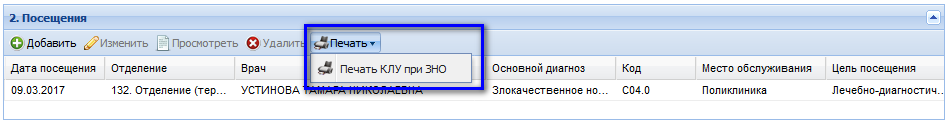 2. Посещения
Добавить Изменить Просмотреть Удалить Печать
Печать КЛУ при ЗНО
Дата посещения Отделение Врач Основной диагноз Код Место обслуживания Цель посещения
09.03.2017 132. Отделение (тер... УСТИНОВА ТАМАРА НИКОЛАЕВНА Злокачественное но... C04.0 Поликлиника Лечебно-диагностич...